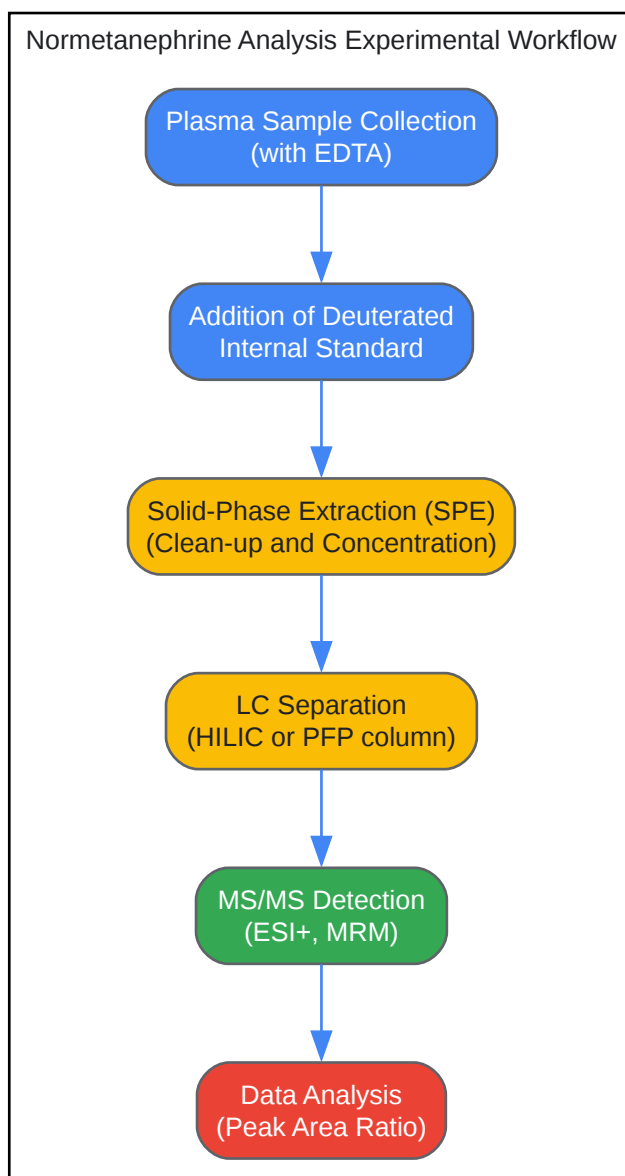 Normetanephrine Analysis Experimental Workflow
Plasma Sample Collection
(with EDTA)
Addition of Deuterated
Internal Standard
Solid-Phase Extraction (SPE)
(Clean-up and Concentration)
LC Separation
(HILIC or PFP column)
MS/MS Detection
(ESI+, MRM)
Data Analysis
(Peak Area Ratio)